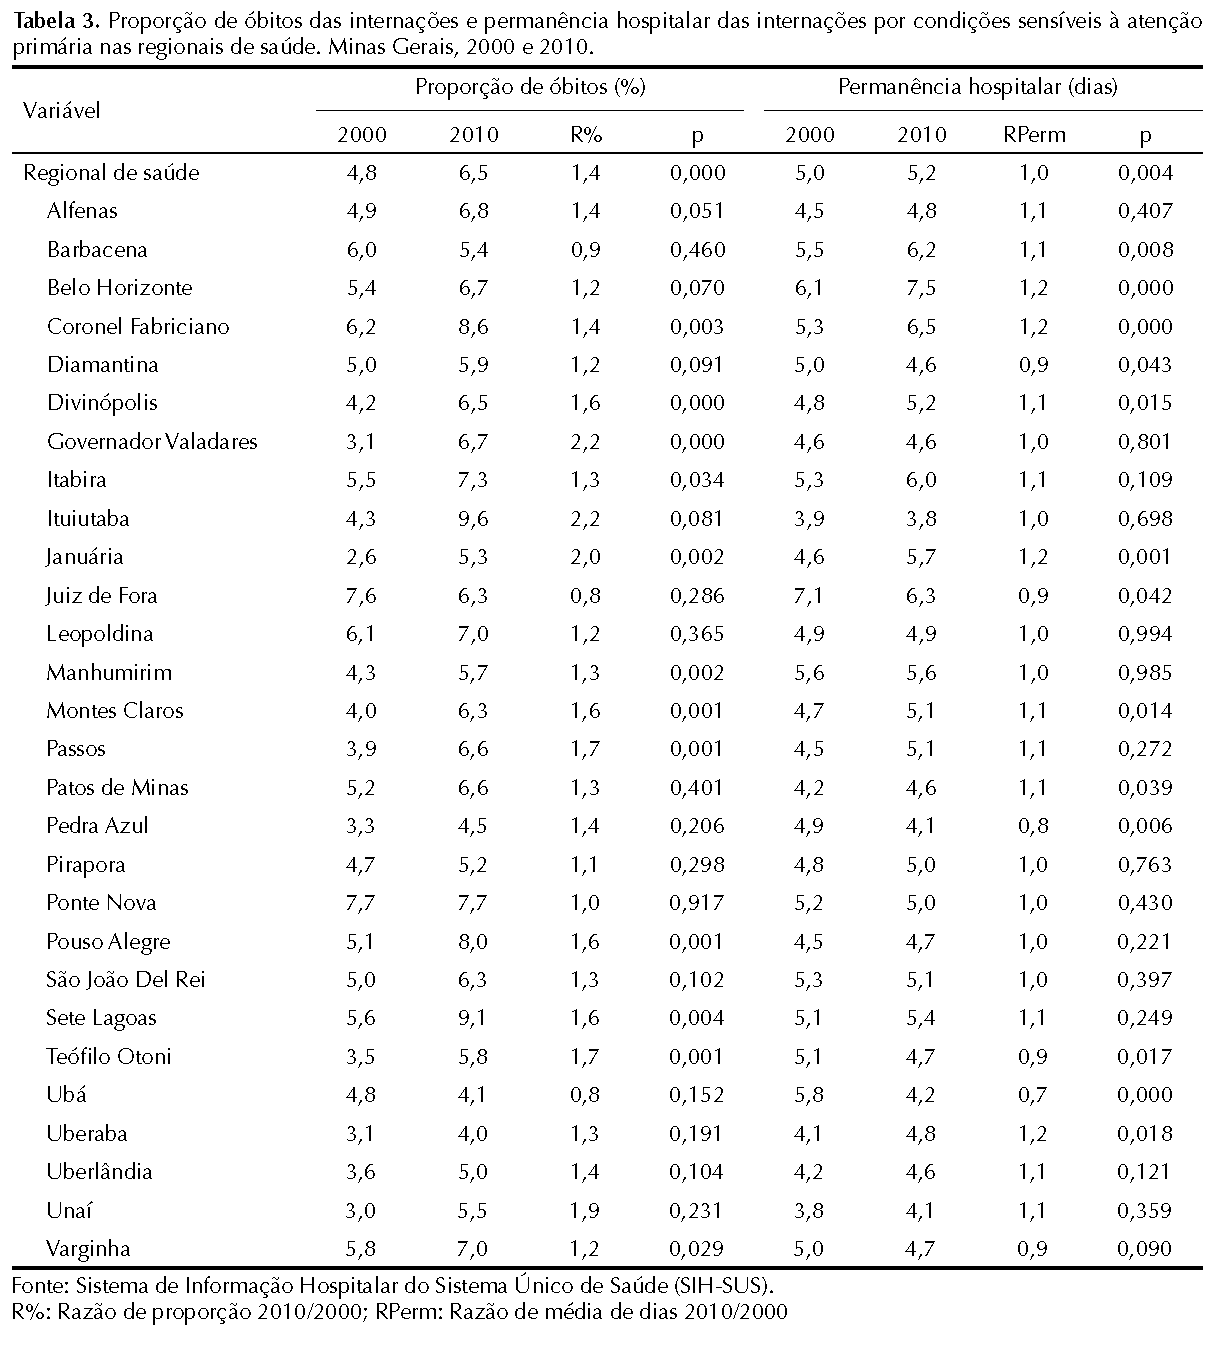 Tabela 3. Proporção de óbitos das internações e permanência hospitalar das internações por condições sensíveis à atenção
primária nas regionais de saúde. Minas Gerais, 2000 e 2010.
Variável Proporção de óbitos (%) Permanência hospitalar (dias)
2000 2010 R% p 2000 2010 RPerm p
Regional de saúde 4,8 6,5 1,4 0,000 5,0 5,2 1,0 0,004
Alfenas 4,9 6,8 1,4 0,051 4,5 4,8 1,1 0,407
Barbacena 6,0 5,4 0,9 0,460 5,5 6,2 1,1 0,008
Belo Horizonte 5,4 6,7 1,2 0,070 6,1 7,5 1,2 0,000
Coronel Fabriciano 6,2 8,6 1,4 0,003 5,3 6,5 1,2 0,000
Diamantina 5,0 5,9 1,2 0,091 5,0 4,6 0,9 0,043
Divinópolis 4,2 6,5 1,6 0,000 4,8 5,2 1,1 0,015
Governador Valadares 3,1 6,7 2,2 0,000 4,6 4,6 1,0 0,801
Itabira 5,5 7,3 1,3 0,034 5,3 6,0 1,1 0,109
Ituiutaba 4,3 9,6 2,2 0,081 3,9 3,8 1,0 0,698
Januária 2,6 5,3 2,0 0,002 4,6 5,7 1,2 0,001
Juiz de Fora 7,6 6,3 0,8 0,286 7,1 6,3 0,9 0,042
Leopoldina 6,1 7,0 1,2 0,365 4,9 4,9 1,0 0,994
Manhumirim 4,3 5,7 1,3 0,002 5,6 5,6 1,0 0,985
Montes Claros 4,0 6,3 1,6 0,001 4,7 5,1 1,1 0,014
Passos 3,9 6,6 1,7 0,001 4,5 5,1 1,1 0,272
Patos de Minas 5,2 6,6 1,3 0,401 4,2 4,6 1,1 0,039
Pedra Azul 3,3 4,5 1,4 0,206 4,9 4,1 0,8 0,006
Pirapora 4,7 5,2 1,1 0,298 4,8 5,0 1,0 0,763
Ponte Nova 7,7 7,7 1,0 0,917 5,2 5,0 1,0 0,430
Pouso Alegre 5,1 8,0 1,6 0,001 4,5 4,7 1,0 0,221
São João Del Rei 5,0 6,3 1,3 0,102 5,3 5,1 1,0 0,397
Sete Lagoas 5,6 9,1 1,6 0,004 5,1 5,4 1,1 0,249
Teófilo Otoni 3,5 5,8 1,7 0,001 5,1 4,7 0,9 0,017
Ubá 4,8 4,1 0,8 0,152 5,8 4,2 0,7 0,000
Uberaba 3,1 4,0 1,3 0,191 4,1 4,8 1,2 0,018
Uberlândia 3,6 5,0 1,4 0,104 4,2 4,6 1,1 0,121
Unaí 3,0 5,5 1,9 0,231 3,8 4,1 1,1 0,359
Varginha 5,8 7,0 1,2 0,029 5,0 4,7 0,9 0,090
Fonte: Sistema de Informação Hospitalar do Sistema Único de Saúde (SIH-SUS).
R%: Razão de proporção 2010/2000; RPerm: Razão de média de dias 2010/2000